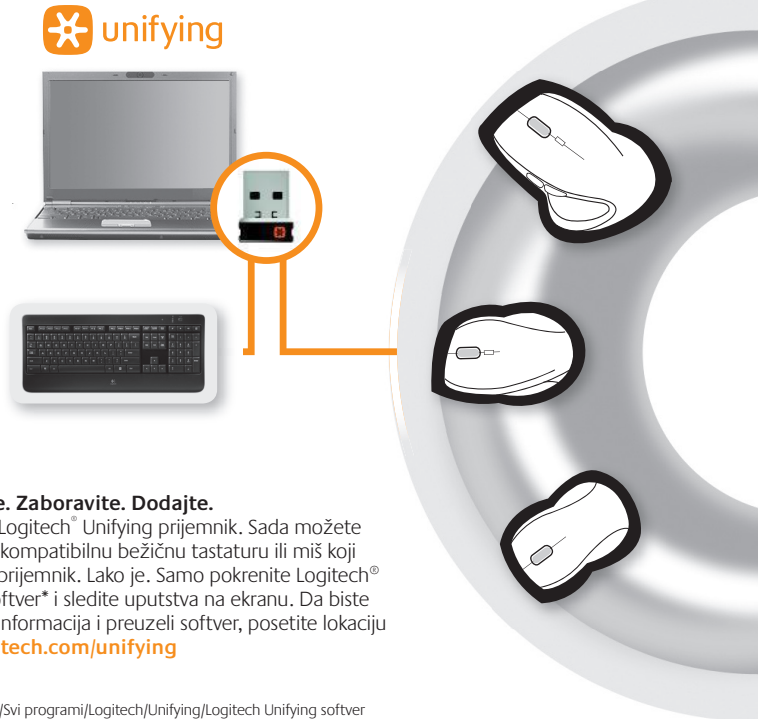 unifying
e. Zaboravite. Dodajte.
Logitech® Unifying prijemnik. Sada možete
kompatibilnu bežičnu tastaturu ili miš koji
prijemnik. Lako je. Samo pokrenite Logitech®
ftver* i sledite uputstva na ekranu. Da biste
nformacija i preuzeli softver, posetite lokaciju
tech.com/unifying
/Svi programi/Logitech/Unifying/Logitech Unifying softver